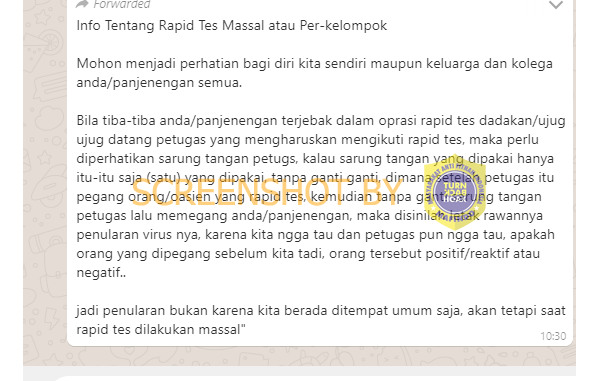 Forwarded
Info Tentang Rapid Tes Massal atau Per-kelompok
Mohon menjadi perhatian bagi diri kita sendiri maupun keluarga dan kolega
anda/panjenengan semua.
Bila tiba-tiba anda/panjenengan terjebak dalam oprasi rapid tes dadakan/ujug
ujug datang petugas yang mengharuskan mengikuti rapid tes, maka perlu
diperhatikan sarung tangan petugs, kalau sarung tangan yang dipakai hanya
itu-itu saja (satu) yang dipakai tanpa ganti ganti, dimana setelah petugas itu
pegang orang/oasien yang rapid tes, kemudian tanpa ganti sarung tangan
petugas lalu memegang anda/panjenengan, maka disinilah letak rawannya
penularan virus nya, karena kita ngga tau dan petugas pun ngga tau, apakah
orang yang dipegang sebelum kita tadi, orang tersebut positif/reaktif atau
negatif..
jadi penularan bukan karena kita berada ditempat umum saja, akan tetapi saat
rapid tes dilakukan massal"
10:30
SCREENSHOT BY
TURN
BACK
HOAX